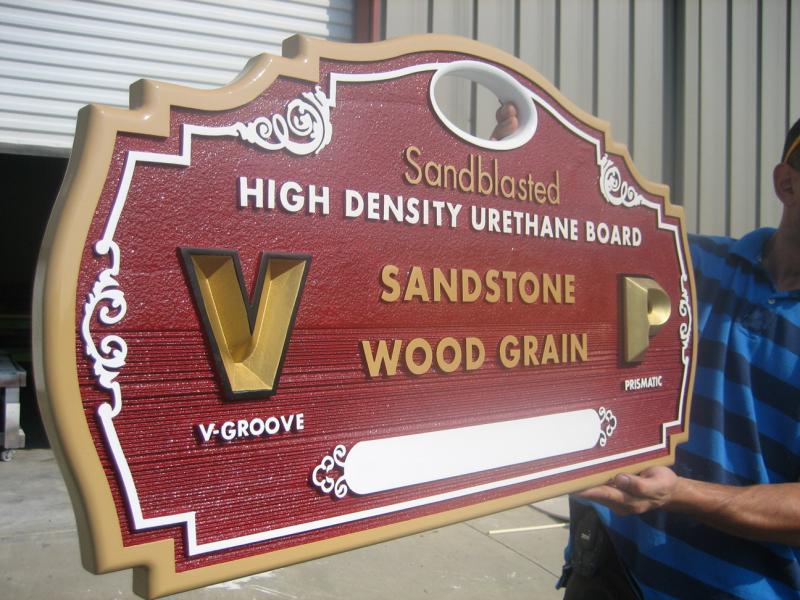 Sandblasted
HIGH DENSITY URETHANE BOARD
SANDSTONE
WOOD GRAIN
V
V-GROOVE
P
PRISMATIC